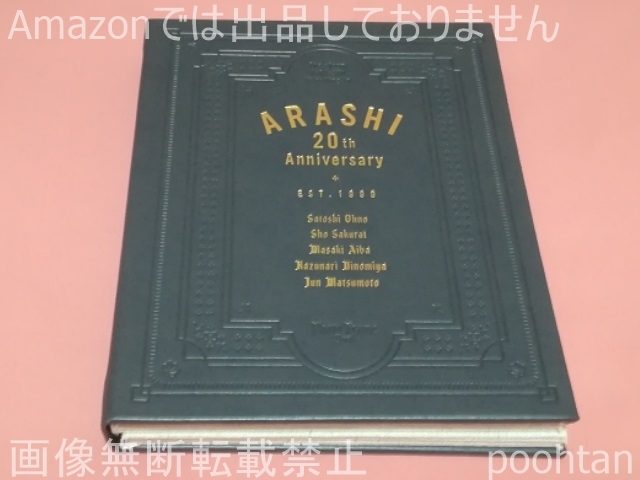 Amazonでは出品しておりません
ARASHI
20th
Anniversary
EST.1999
Satoshi Ohno
Sho Sakurai
Masaki Aiba
Kazunari Ninomiya
Jun Matsumoto
画像無断転載禁止
poohtan